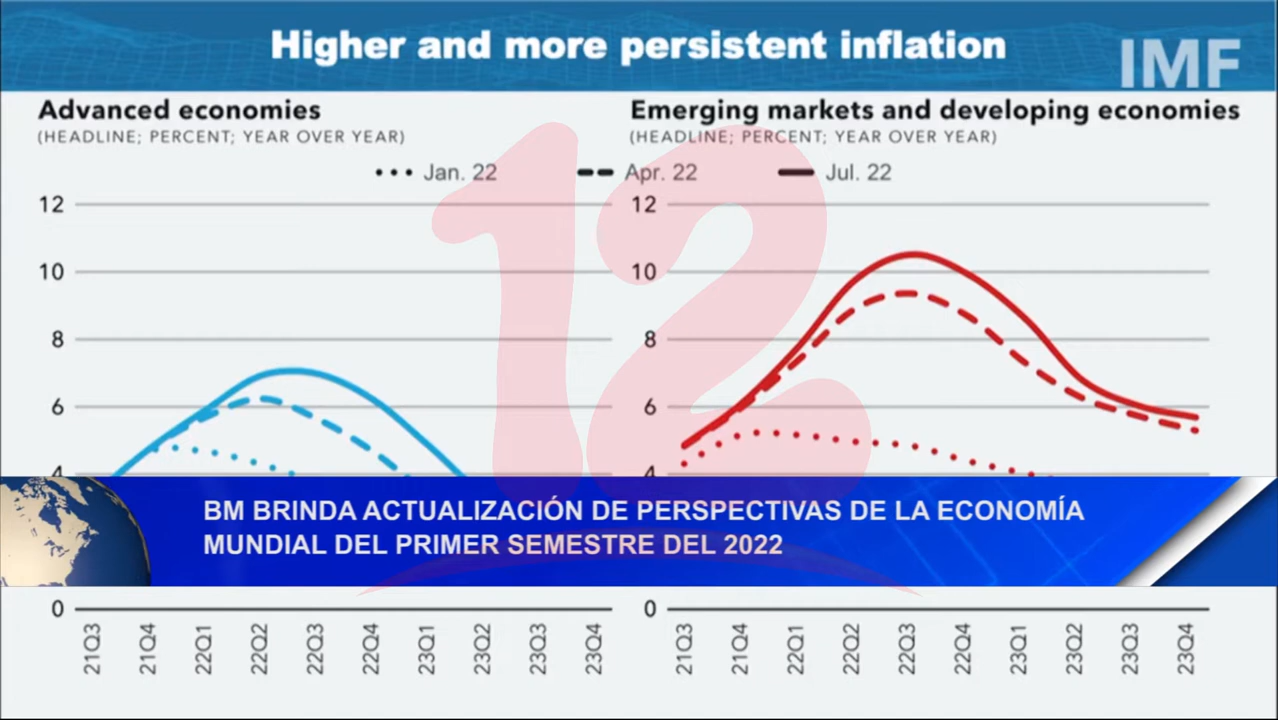 Higher and more persistent inflation
IMF
Advanced economies
(HEADLINE; PERCENT; YEAR OVER YEAR)
Emerging markets and developing economies
(HEADLINE; PERCENT; YEAR OVER YEAR)
Jan. 22
Apr. 22
Jul. 22
12
10
8
6
4
0
12
10
8
6
4
0
12
BM BRINDA ACTUALIZACIÓN DE PERSPECTIVAS DE LA ECONOMÍA
MUNDIAL DEL PRIMER SEMESTRE DEL 2022
21Q3
21Q4
22Q1
22Q2
22Q3
22Q4
23Q1
23Q2
23Q3
23Q4
21Q3
21Q4
22Q1
22Q2
22Q3
22Q4
23Q1
23Q2
23Q3
23Q4